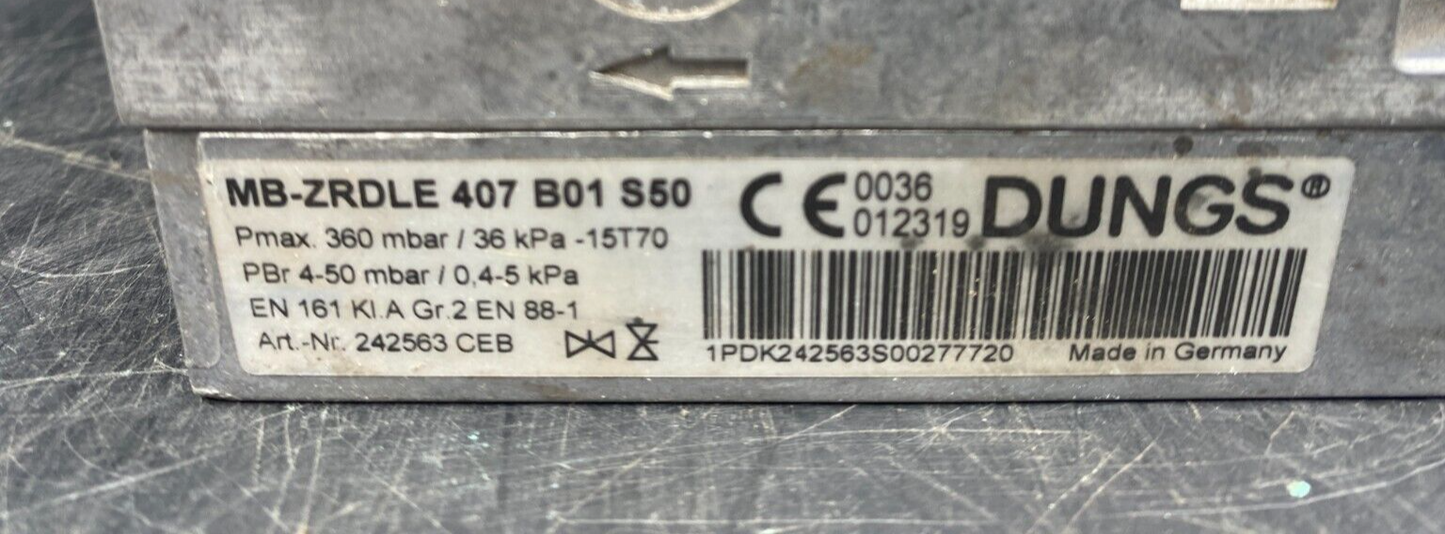 MB-ZRDLE 407 B01 S50
Pmax. 360 mbar / 36 kPa -15T70
PBr 4-50 mbar / 0,4-5 kPa
EN 161 Kl.A Gr.2 EN 88-1
Art.-Nr. 242563 CEB
CE 0036
012319
DUNGS®
1PDK242563S00277720 Made in Germany